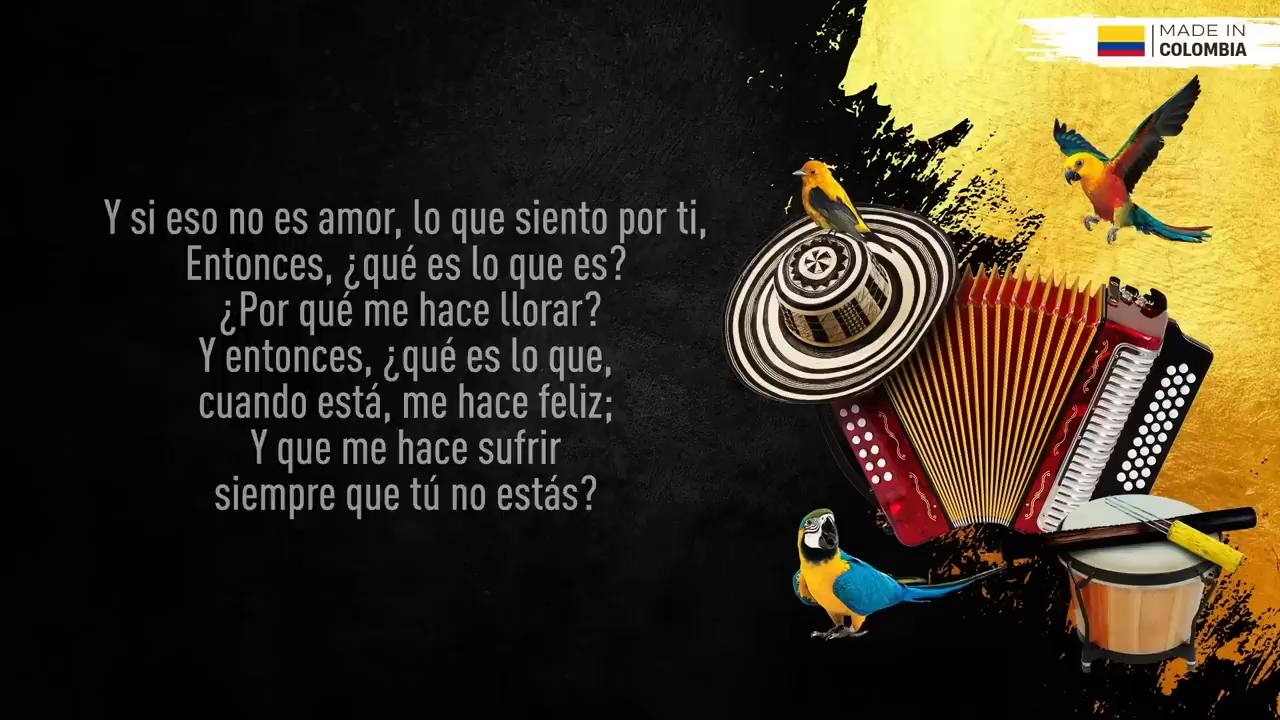 MADE IN
COLOMBIA
Y si eso no es amor, lo que siento por ti,
Entonces, ¿qué es lo que es?
¿Por qué me hace llorar?
Y entonces, ¿qué es lo que,
cuando está, me hace feliz;
Y que me hace sufrir
siempre que tú no estás?